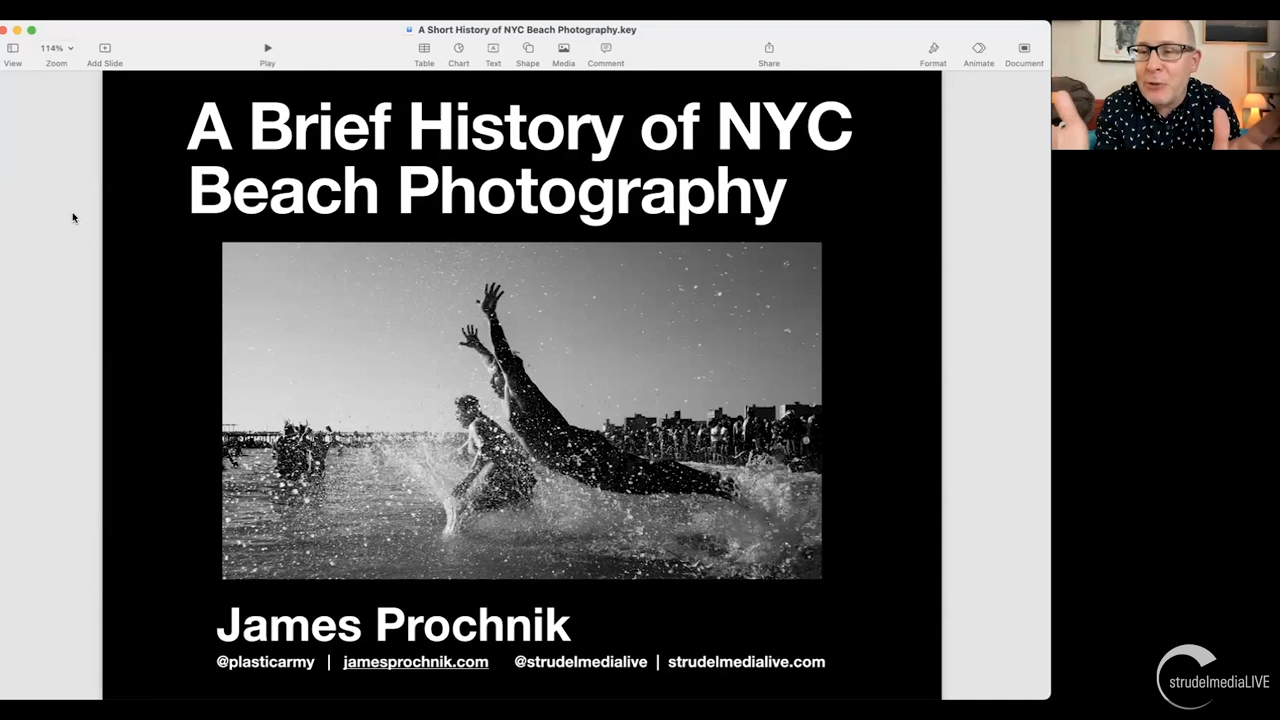 A Short History of NYC Beach Photography.key
114%
View
Zoom
Add Slide
Play
Table
Chart
Text
Shape
Media
Comment
Share
Format
Animate
Document
A Brief History of NYC
Beach Photography
James Prochnik
@plasticarmy | jamesprochnik.com @strudelmedialive | strudelmedialive.com
strudelmediaLIVE